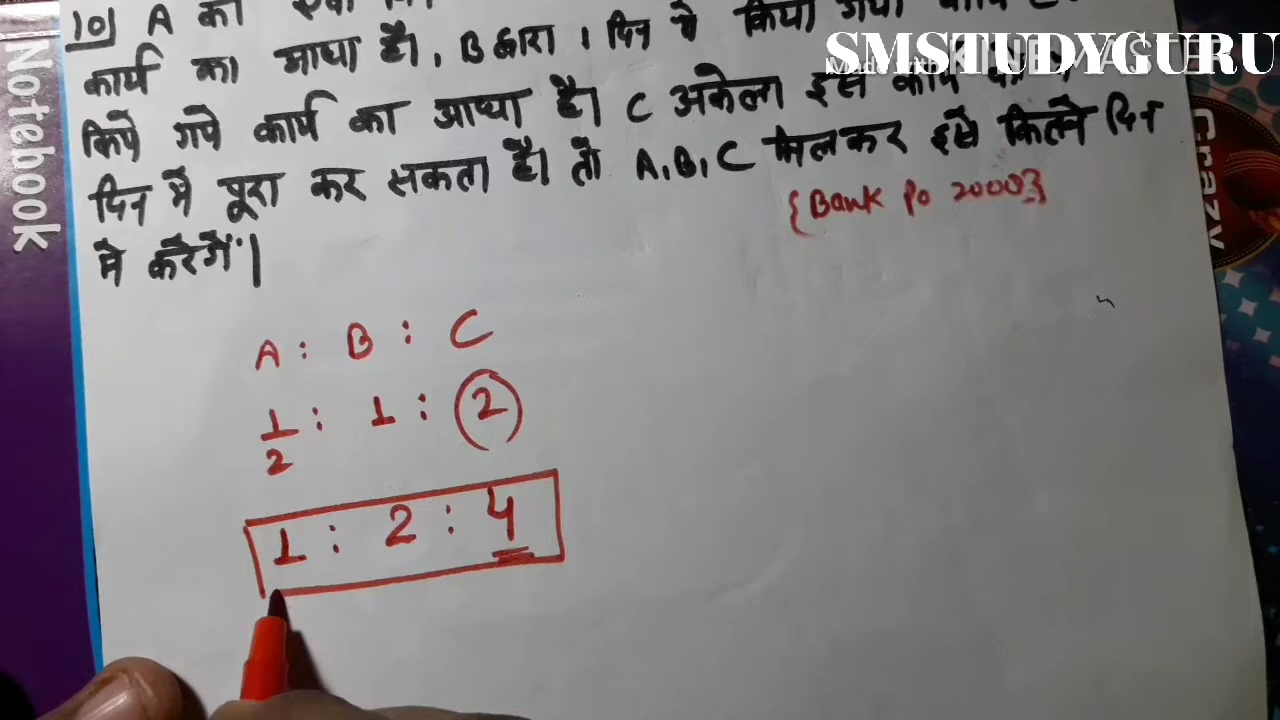 10) A का
कार्य का आधा है, B द्वारा 1 दिन मे किया गया
SMSTUDYGURU
किये गये कार्य का आधा है। C अकेला इस कार्य
दिन में पूरा कर सकता है। तो A, B, C मिलकर इसे कितने दिन
मे करेगें।
{Bank Po 2000}
A : B : C
1/2 : 1 : 2
1 : 2 : 4
Notebook
Crazy